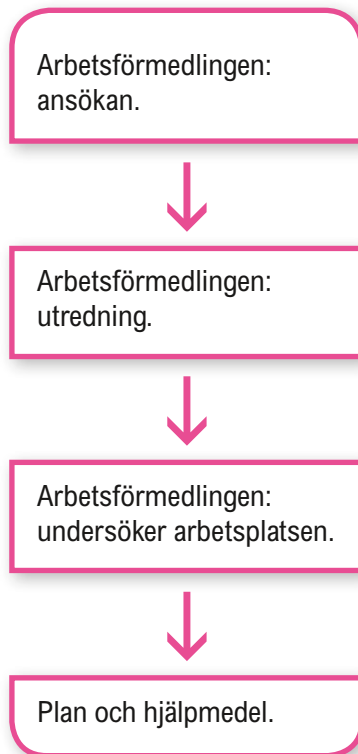 Arbetsförmedlingen:
ansökan.
Arbetsförmedlingen:
utredning.
Arbetsförmedlingen:
undersöker arbetsplatsen.
Plan och hjälpmedel.